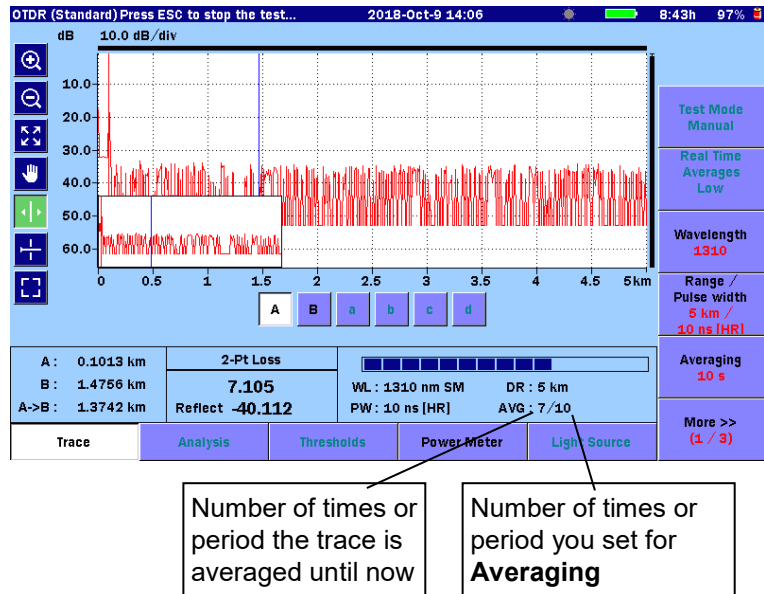 OTDR (Standard) Press ESC to stop the test... 2018-Oct-9 14:06 8:43h 97%
dB 10.0 dB/div
10.0
20.0
30.0
40.0
50.0
60.0
0 0.5 1 1.5 2 2.5 3 3.5 4 4.5 5km
A B a b c d
Test Mode
Manual
Real Time
Averages
Low
Wavelength
1310
Range /
Pulse width
5 km /
10 ns [HR]
Averaging
10 s
More >>
(1 / 3)
A : 0.1013 km
B : 1.4756 km
A->B : 1.3742 km
2-Pt Loss
7.105
Reflect -40.112
WL : 1310 nm SM DR : 5 km
PW : 10 ns [HR] AVG : 7/10
Trace Analysis Thresholds Power Meter Light Source
Number of times or
period the trace is
averaged until now
Number of times or
period you set for
Averaging